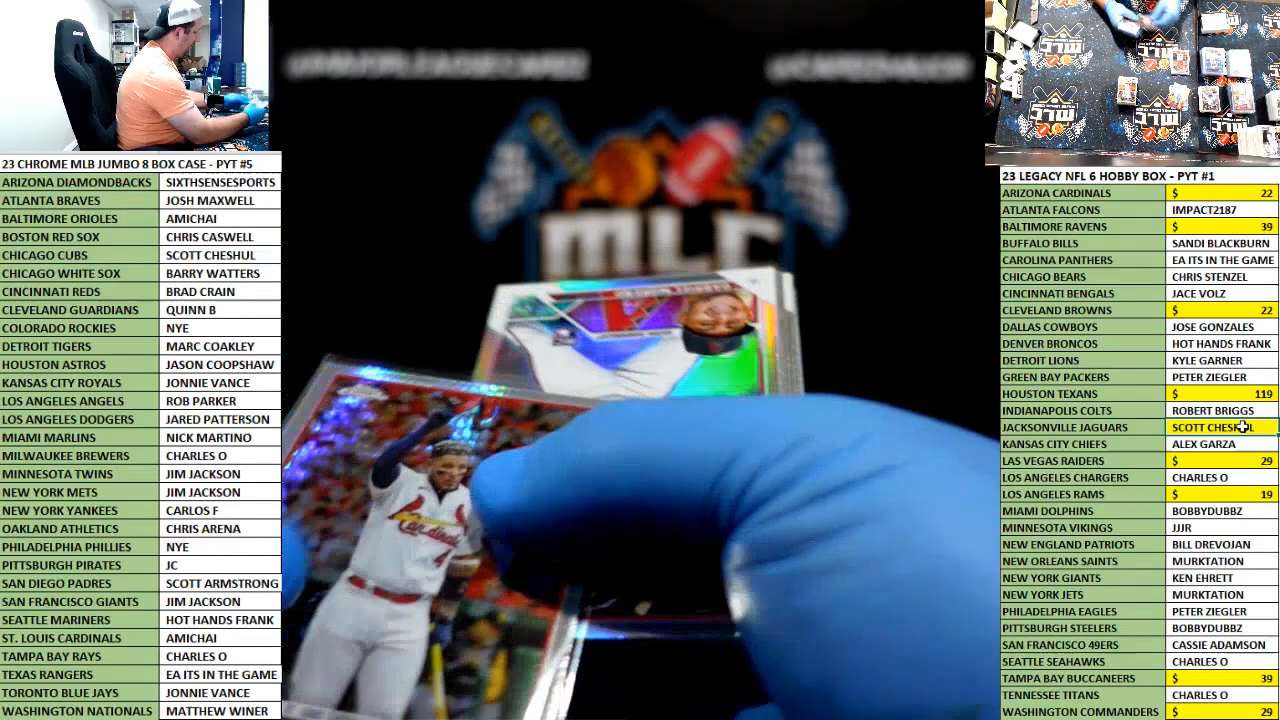 23 CHROME MLB JUMBO 8 BOX CASE - PYT #5
ARIZONA DIAMONDBACKS SIXTHSENSESPORTS
ATLANTA BRAVES JOSH MAXWELL
BALTIMORE ORIOLES AMICHAI
BOSTON RED SOX CHRIS CASWELL
CHICAGO CUBS SCOTT CHESHUL
CHICAGO WHITE SOX BARRY WATTERS
CINCINNATI REDS BRAD CRAIN
CLEVELAND GUARDIANS QUINN B
COLORADO ROCKIES NYE
DETROIT TIGERS MARC COAKLEY
HOUSTON ASTROS JASON COOPSHAW
KANSAS CITY ROYALS JONNIE VANCE
LOS ANGELES ANGELS ROB PARKER
LOS ANGELES DODGERS JARED PATTERSON
MIAMI MARLINS NICK MARTINO
MILWAUKEE BREWERS CHARLES O
MINNESOTA TWINS JIM JACKSON
NEW YORK METS JIM JACKSON
NEW YORK YANKEES CARLOS F
OAKLAND ATHLETICS CHRIS ARENA
PHILADELPHIA PHILLIES NYE
PITTSBURGH PIRATES JC
SAN DIEGO PADRES SCOTT ARMSTRONG
SAN FRANCISCO GIANTS JIM JACKSON
SEATTLE MARINERS HOT HANDS FRANK
ST. LOUIS CARDINALS AMICHAI
TAMPA BAY RAYS CHARLES O
TEXAS RANGERS EA ITS IN THE GAME
TORONTO BLUE JAYS JONNIE VANCE
WASHINGTON NATIONALS MATTHEW WINER
MLC
Cardinals
4
MLC
MLC
MLC
23 LEGACY NFL 6 HOBBY BOX - PYT #1
ARIZONA CARDINALS $ 22
ATLANTA FALCONS IMPACT2187
BALTIMORE RAVENS $ 39
BUFFALO BILLS SANDI BLACKBURN
CAROLINA PANTHERS EA ITS IN THE GAME
CHICAGO BEARS CHRIS STENZEL
CINCINNATI BENGALS JACE VOLZ
CLEVELAND BROWNS $ 22
DALLAS COWBOYS JOSE GONZALES
DENVER BRONCOS HOT HANDS FRANK
DETROIT LIONS KYLE GARNER
GREEN BAY PACKERS PETER ZIEGLER
HOUSTON TEXANS $ 119
INDIANAPOLIS COLTS ROBERT BRIGGS
JACKSONVILLE JAGUARS SCOTT CHESHUL
KANSAS CITY CHIEFS ALEX GARZA
LAS VEGAS RAIDERS $ 29
LOS ANGELES CHARGERS CHARLES O
LOS ANGELES RAMS $ 19
MIAMI DOLPHINS BOBBYDUBBZ
MINNESOTA VIKINGS JJJR
NEW ENGLAND PATRIOTS BILL DREVOJAN
NEW ORLEANS SAINTS MURKTATION
NEW YORK GIANTS KEN EHRETT
NEW YORK JETS MURKTATION
PHILADELPHIA EAGLES PETER ZIEGLER
PITTSBURGH STEELERS BOBBYDUBBZ
SAN FRANCISCO 49ERS CASSIE ADAMSON
SEATTLE SEAHAWKS CHARLES O
TAMPA BAY BUCCANEERS $ 39
TENNESSEE TITANS CHARLES O
WASHINGTON COMMANDERS $ 29